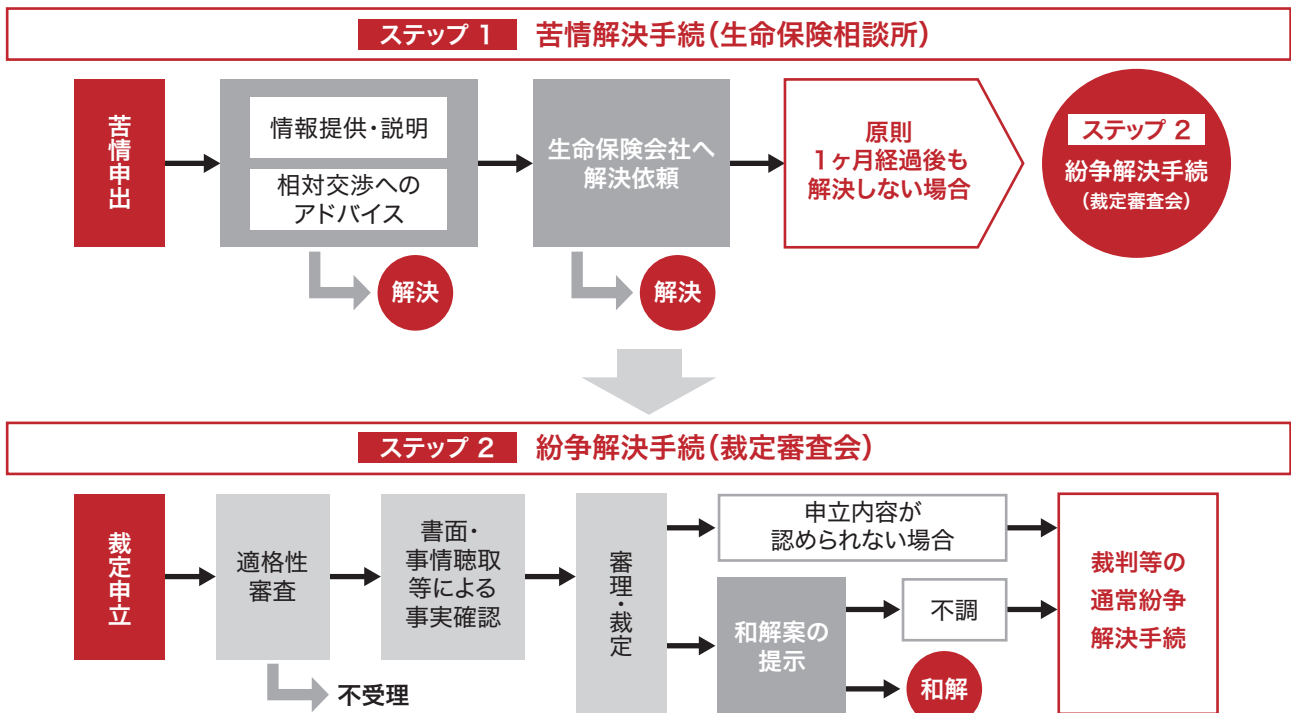 ステップ 1 苦情解決手続(生命保険相談所)
苦情申出
情報提供・説明
相対交渉への
アドバイス
解決
生命保険会社へ
解決依頼
解決
原則
1ヶ月経過後も
解決しない場合
ステップ 2
紛争解決手続
(裁定審査会)
ステップ 2 紛争解決手続(裁定審査会)
裁定申立
適格性
審査
不受理
書面・
事情聴取
等による
事実確認
審理・裁定
申立内容が
認められない場合
和解案の
提示
不調
和解
裁判等の
通常紛争
解決手続